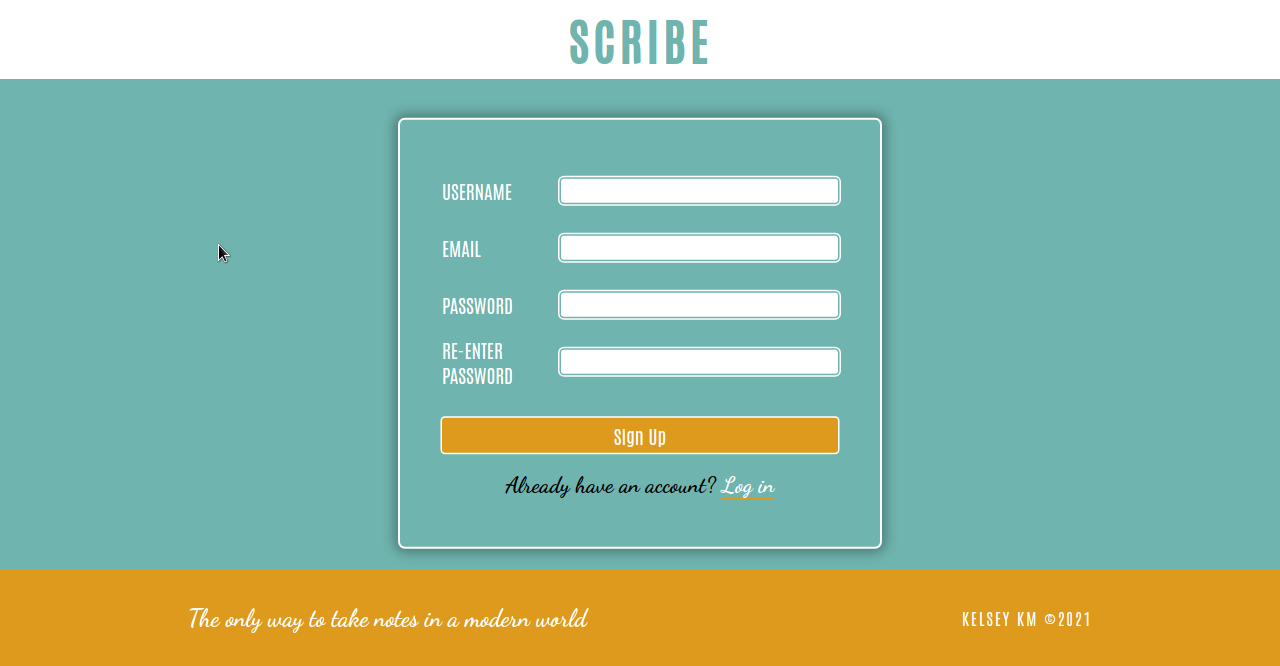 SCRIBE
USERNAME
EMAIL
PASSWORD
RE-ENTER
PASSWORD
Sign Up
Already have an account? Log in
The only way to take notes in a modern world
KELSEY KM ©2021